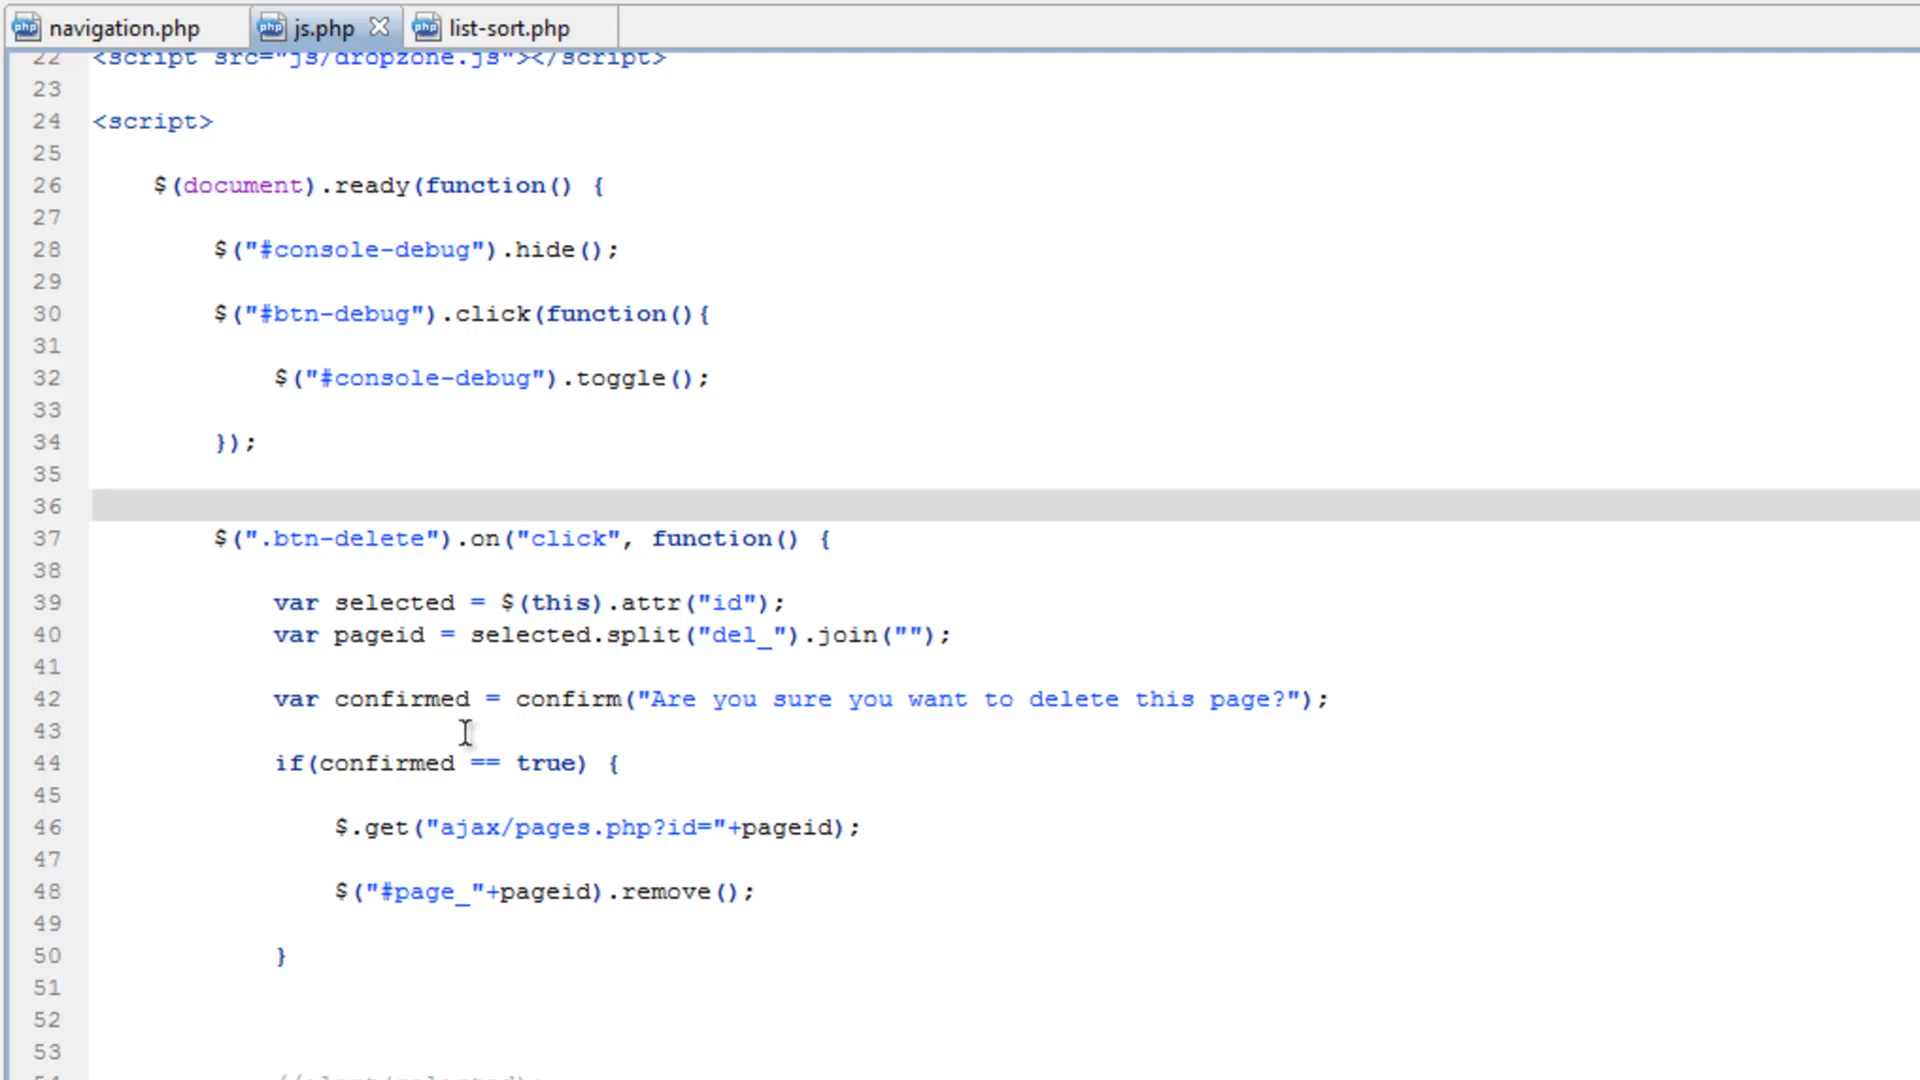 navigation.php js.php list-sort.php
22 <script src="js/dropzone.js"></script>
23
24 <script>
25
26 $(document).ready(function() {
27
28 $("#console-debug").hide();
29
30 $("#btn-debug").click(function(){
31
32 $("#console-debug").toggle();
33
34 });
35
36
37 $(".btn-delete").on("click", function() {
38
39 var selected = $(this).attr("id");
40 var pageid = selected.split("del_").join("");
41
42 var confirmed = confirm("Are you sure you want to delete this page?");
43
44 if(confirmed == true) {
45
46 $.get("ajax/pages.php?id="+pageid);
47
48 $("#page_"+pageid).remove();
49
50 }
51
52
53